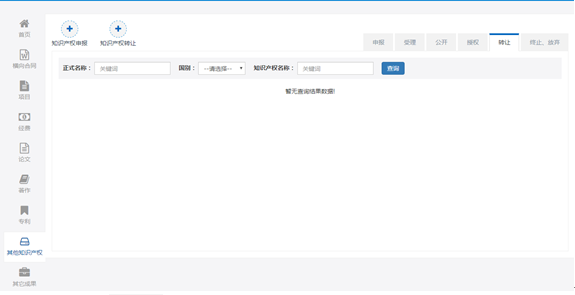 首页
横向合同
项目
经费
论文
著作
专利
其他知识产权
其它成果
知识产权申报 知识产权转让
申报 受理 公开 授权 转让 终止、放弃
正式名称： 关键词 国别： --请选择-- 知识产权名称： 关键词 查询
暂无查询结果数据!